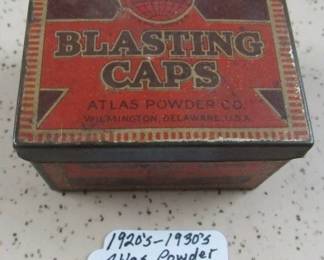 BLASTING
CAPS
ATLAS POWDER CO.
WILMINGTON, DELAWARE, U.S.A.
1920's-1930's
Atlas Powder